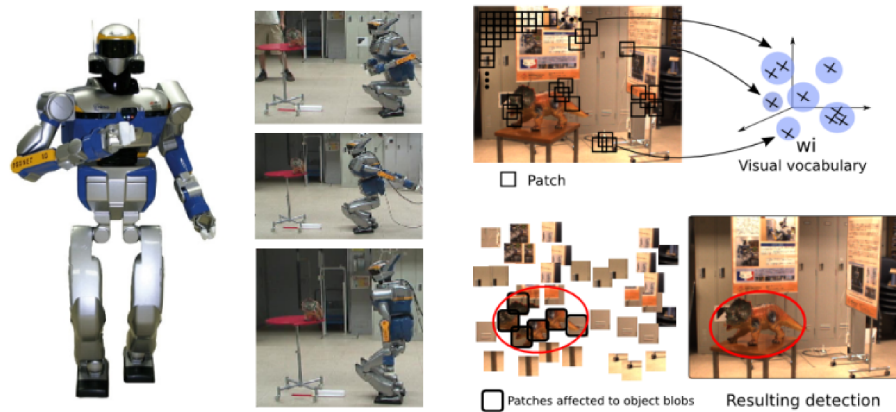 Patch
wi
Visual vocabulary
Patches affected to object blobs
Resulting detection